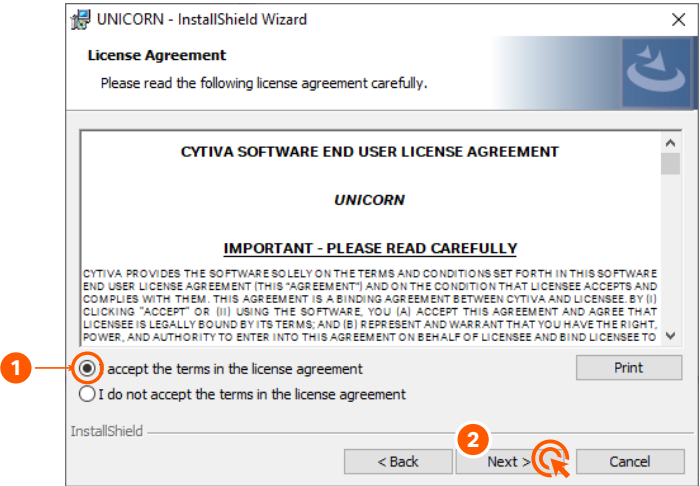 UNICORN - InstallShield Wizard
License Agreement
Please read the following license agreement carefully.
CYTIVA SOFTWARE END USER LICENSE AGREEMENT
UNICORN
IMPORTANT - PLEASE READ CAREFULLY
CYTIVA PROVIDES THE SOFTWARE SOLELY ON THE TERMS AND CONDITIONS SET FORTH IN THIS SOFTWARE
END USER LICENSE AGREEMENT (THIS "AGREEMENT") AND ON THE CONDITION THAT LICENSEE ACCEPTS AND
COMPLIES WITH THEM. THIS AGREEMENT IS A BINDING AGREEMENT BETWEEN CYTIVA AND LICENSEE. BY (I)
CLICKING "ACCEPT" OR (II) USING THE SOFTWARE, YOU (A) ACCEPT THIS AGREEMENT AND AGREE THAT
LICENSEE IS LEGALLY BOUND BY ITS TERMS; AND (B) REPRESENT AND WARRANT THAT YOU HAVE THE RIGHT,
POWER, AND AUTHORITY TO ENTER INTO THIS AGREEMENT ON BEHALF OF LICENSEE AND BIND LICENSEE TO
1
I accept the terms in the license agreement
Print
I do not accept the terms in the license agreement
InstallShield
2
< Back
Next >
Cancel